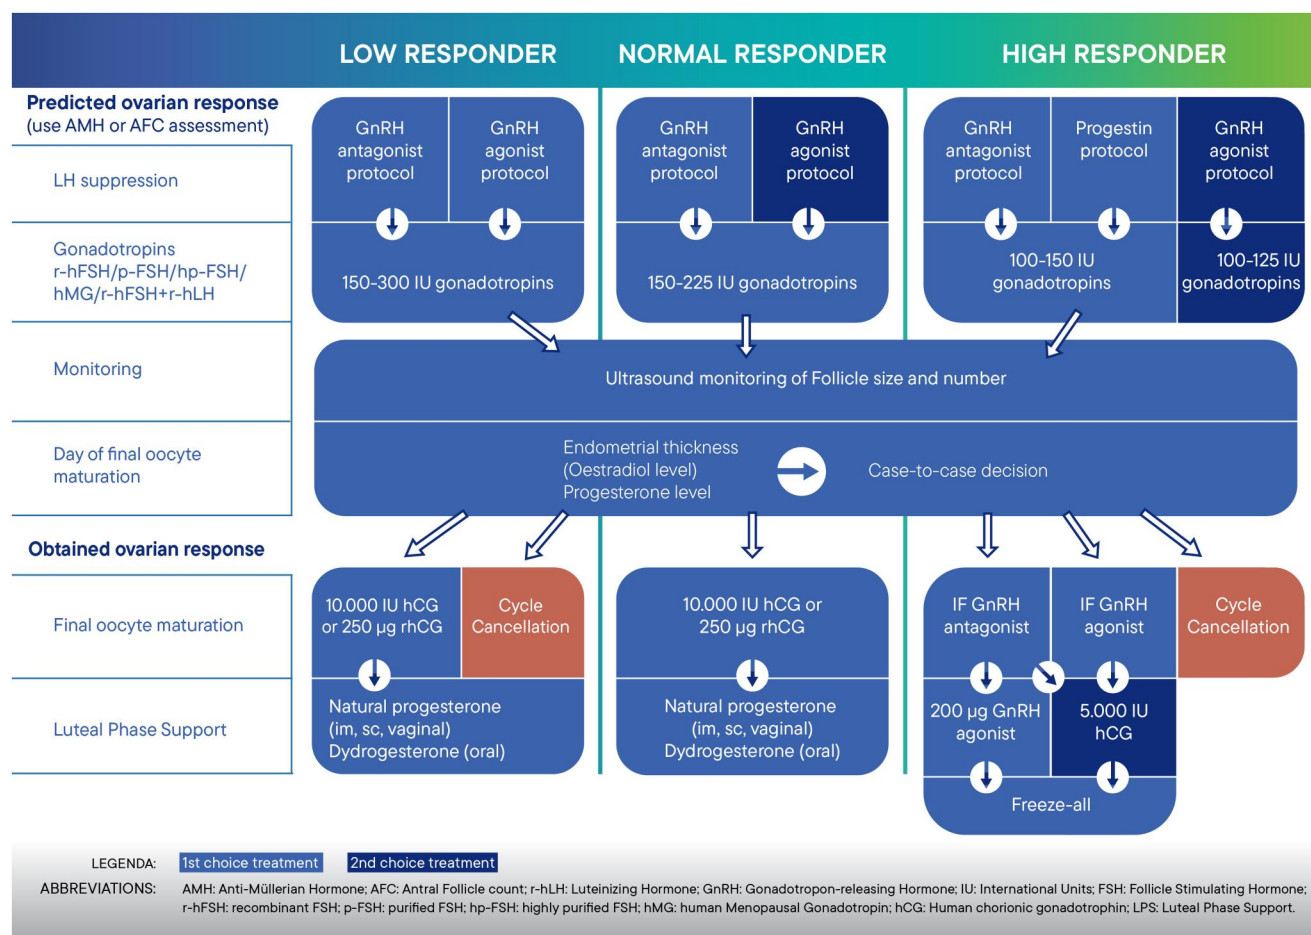 LOW RESPONDER
NORMAL RESPONDER
HIGH RESPONDER
Predicted ovarian response
(use AMH or AFC assessment)
LH suppression
GnRH
antagonist
protocol
GnRH
agonist
protocol
GnRH
antagonist
protocol
GnRH
agonist
protocol
GnRH
antagonist
protocol
Progestin
protocol
GnRH
agonist
protocol
Gonadotropins
r-hFSH/p-FSH/hp-FSH/
hMG/r-hFSH+r-hLH
150-300 IU gonadotropins
150-225 IU gonadotropins
100-150 IU
gonadotropins
100-125 IU
gonadotropins
Monitoring
Ultrasound monitoring of Follicle size and number
Day of final oocyte
maturation
Endometrial thickness
(Oestradiol level)
Progesterone level
Case-to-case decision
Obtained ovarian response
Final oocyte maturation
10.000 IU hCG
or 250 µg rhCG
Cycle
Cancellation
10.000 IU hCG or
250 µg rhCG
IF GnRH
antagonist
IF GnRH
agonist
Cycle
Cancellation
Luteal Phase Support
Natural progesterone
(im, sc, vaginal)
Dydrogesterone (oral)
Natural progesterone
(im, sc, vaginal)
Dydrogesterone (oral)
200 µg GnRH
agonist
5.000 IU
hCG
Freeze-all
LEGENDA:
1st choice treatment
2nd choice treatment
ABBREVIATIONS:
AMH: Anti-Müllerian Hormone; AFC: Antral Follicle count; r-hLH: Luteinizing Hormone; GnRH: Gonadotropon-releasing Hormone; IU: International Units; FSH: Follicle Stimulating Hormone;
r-hFSH: recombinant FSH; p-FSH: purified FSH; hp-FSH: highly purified FSH; hMG: human Menopausal Gonadotropin; hCG: Human chorionic gonadotrophin; LPS: Luteal Phase Support.